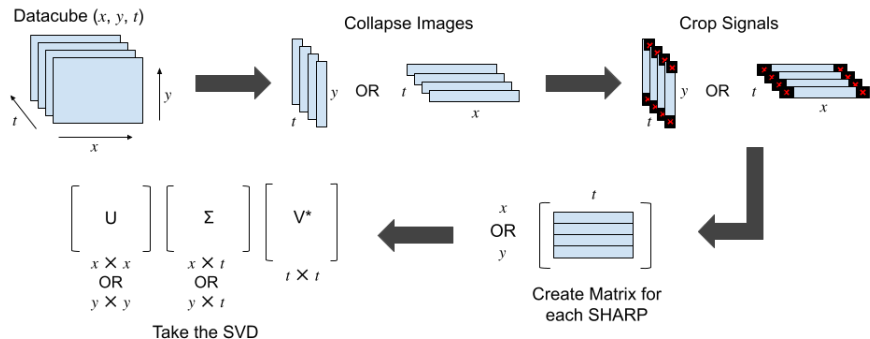 Datacube (x, y, t)
Collapse Images
Crop Signals
t
x
y
t
y
OR
t
x
t
y
OR
t
x
U
Σ
V*
x × x
OR
y × y
x × t
OR
y × t
t × t
Take the SVD
x
OR
y
t
Create Matrix for
each SHARP